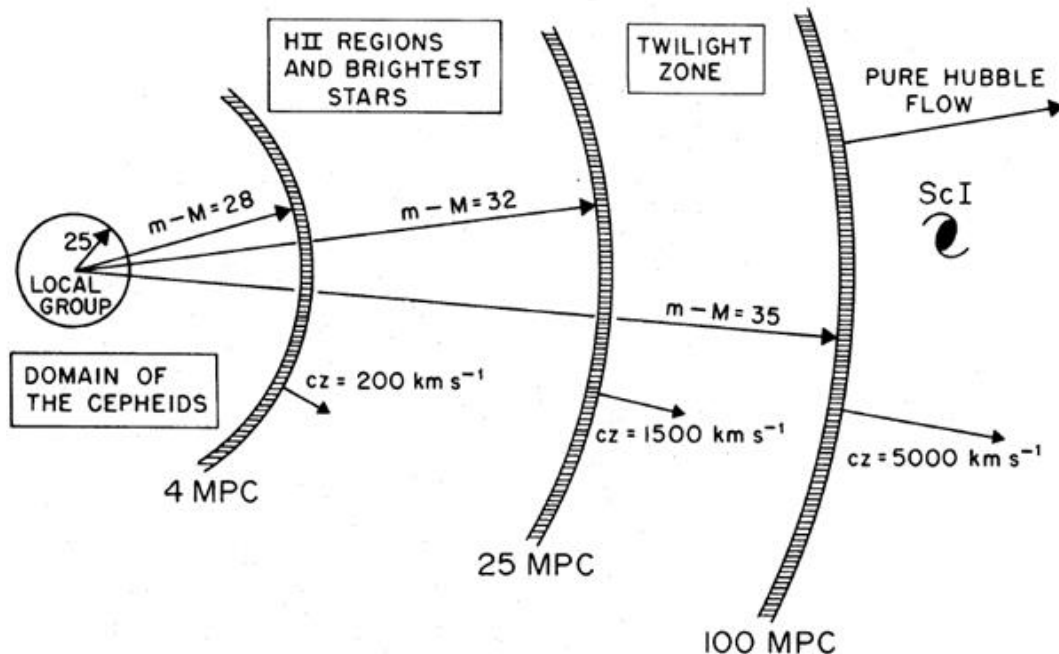 HII REGIONS
AND BRIGHTEST
STARS
TWILIGHT
ZONE
PURE HUBBLE
FLOW
ScI
m-M=28
m-M=32
25
LOCAL
GROUP
m-M=35
DOMAIN OF
THE CEPHEIDS
cz = 200 km s⁻¹
cz = 1500 km s⁻¹
cz = 5000 km s⁻¹
4 MPC
25 MPC
100 MPC